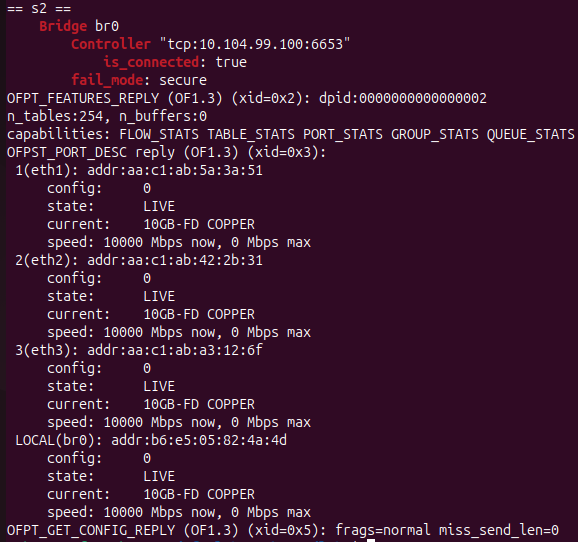 == s2 ==
    Bridge br0
        Controller "tcp:10.104.99.100:6653"
            is_connected: true
        fail_mode: secure
OFPT_FEATURES_REPLY (OF1.3) (xid=0x2): dpid:0000000000000002
n_tables:254, n_buffers:0
capabilities: FLOW_STATS TABLE_STATS PORT_STATS GROUP_STATS QUEUE_STATS
OFPST_PORT_DESC reply (OF1.3) (xid=0x3):
 1(eth1): addr:aa:c1:ab:5a:3a:51
     config:     0
     state:      LIVE
     current:    10GB-FD COPPER
     speed: 10000 Mbps now, 0 Mbps max
 2(eth2): addr:aa:c1:ab:42:2b:31
     config:     0
     state:      LIVE
     current:    10GB-FD COPPER
     speed: 10000 Mbps now, 0 Mbps max
 3(eth3): addr:aa:c1:ab:a3:12:6f
     config:     0
     state:      LIVE
     current:    10GB-FD COPPER
     speed: 10000 Mbps now, 0 Mbps max
 LOCAL(br0): addr:b6:e5:05:82:4a:4d
     config:     0
     state:      LIVE
     current:    10GB-FD COPPER
     speed: 10000 Mbps now, 0 Mbps max
OFPT_GET_CONFIG_REPLY (OF1.3) (xid=0x5): frags=normal miss_send_len=0